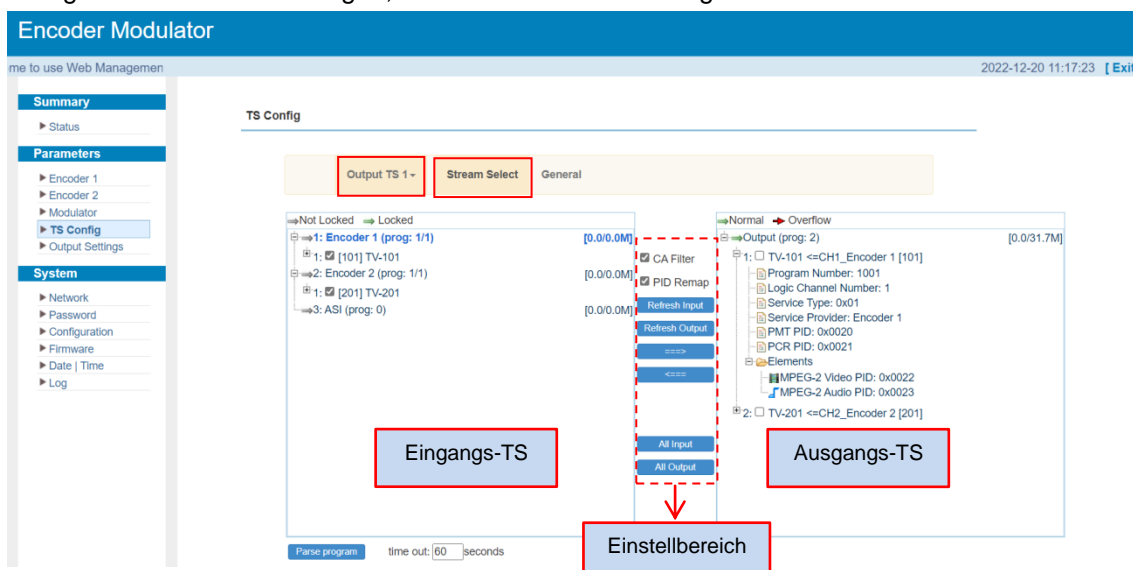 Encoder Modulator
me to use Web Managemen
2022-12-20 11:17:23 [ Exit
Summary
Status
Parameters
Encoder 1
Encoder 2
Modulator
TS Config
Output Settings
System
Network
Password
Configuration
Firmware
Date | Time
Log
TS Config
Output TS 1
Stream Select
General
Not Locked Locked
1: Encoder 1 (prog: 1/1) [0.0/0.0M]
1: [101] TV-101
2: Encoder 2 (prog: 1/1) [0.0/0.0M]
1: [201] TV-201
3: ASI (prog: 0) [0.0/0.0M]
Eingangs-TS
CA Filter
PID Remap
Refresh Input
Refresh Output
===>
<===
All Input
All Output
Einstellbereich
Normal Overflow
Output (prog: 2) [0.0/31.7M]
1: TV-101 <=CH1_Encoder 1 [101]
Program Number: 1001
Logic Channel Number: 1
Service Type: 0x01
Service Provider: Encoder 1
PMT PID: 0x0020
PCR PID: 0x0021
Elements
MPEG-2 Video PID: 0x0022
MPEG-2 Audio PID: 0x0023
2: TV-201 <=CH2_Encoder 2 [201]
Ausgangs-TS
Parse program time out: 60 seconds